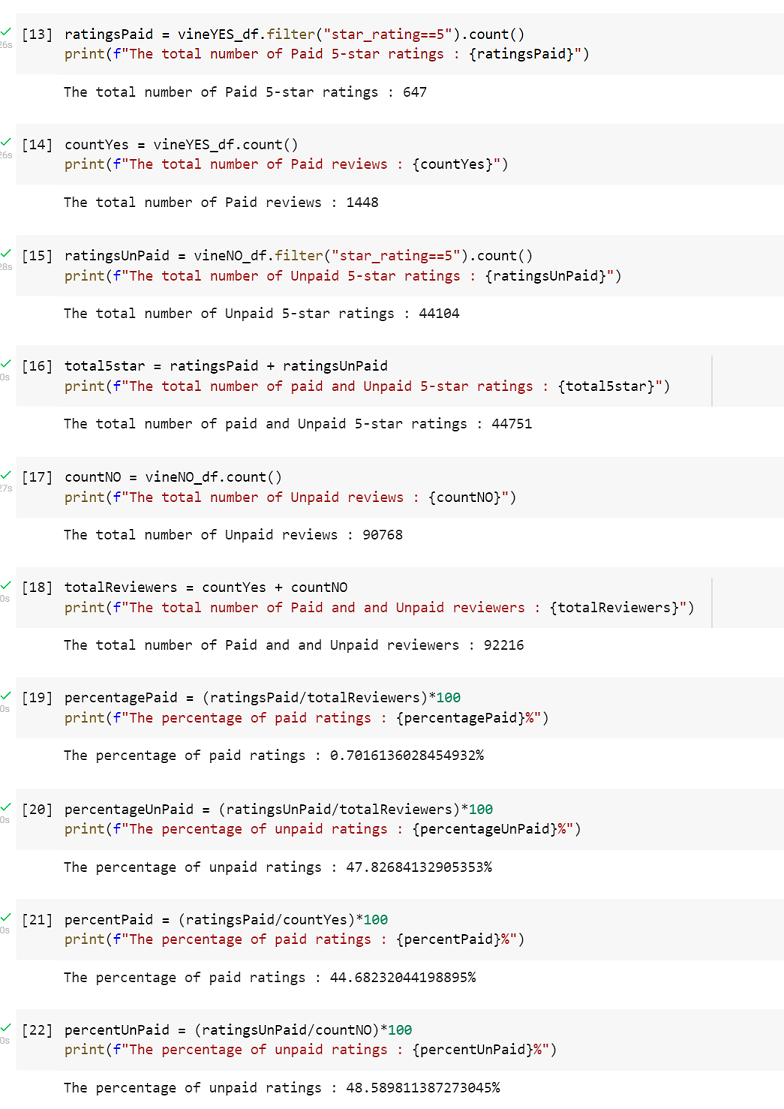 [13] ratingsPaid = vineYES_df.filter("star_rating==5").count()
26s
print(f"The total number of Paid 5-star ratings : {ratingsPaid}")
The total number of Paid 5-star ratings : 647
[14] countYes = vineYES_df.count()
26s
print(f"The total number of Paid reviews : {countYes}")
The total number of Paid reviews : 1448
[15] ratingsUnPaid = vineNO_df.filter("star_rating==5").count()
28s
print(f"The total number of Unpaid 5-star ratings : {ratingsUnPaid}")
The total number of Unpaid 5-star ratings : 44104
[16] total5star = ratingsPaid + ratingsUnPaid
0s
print(f"The total number of paid and Unpaid 5-star ratings : {total5star}")
The total number of paid and Unpaid 5-star ratings : 44751
[17] countNO = vineNO_df.count()
27s
print(f"The total number of Unpaid reviews : {countNO}")
The total number of Unpaid reviews : 90768
[18] totalReviewers = countYes + countNO
0s
print(f"The total number of Paid and and Unpaid reviewers : {totalReviewers}")
The total number of Paid and and Unpaid reviewers : 92216
[19] percentagePaid = (ratingsPaid/totalReviewers)*100
0s
print(f"The percentage of paid ratings : {percentagePaid}%")
The percentage of paid ratings : 0.7016136028454932%
[20] percentageUnPaid = (ratingsUnPaid/totalReviewers)*100
0s
print(f"The percentage of unpaid ratings : {percentageUnPaid}%")
The percentage of unpaid ratings : 47.82684132905353%
[21] percentPaid = (ratingsPaid/countYes)*100
0s
print(f"The percentage of paid ratings : {percentPaid}%")
The percentage of paid ratings : 44.68232044198895%
[22] percentUnPaid = (ratingsUnPaid/countNO)*100
0s
print(f"The percentage of unpaid ratings : {percentUnPaid}%")
The percentage of unpaid ratings : 48.589811387273045%